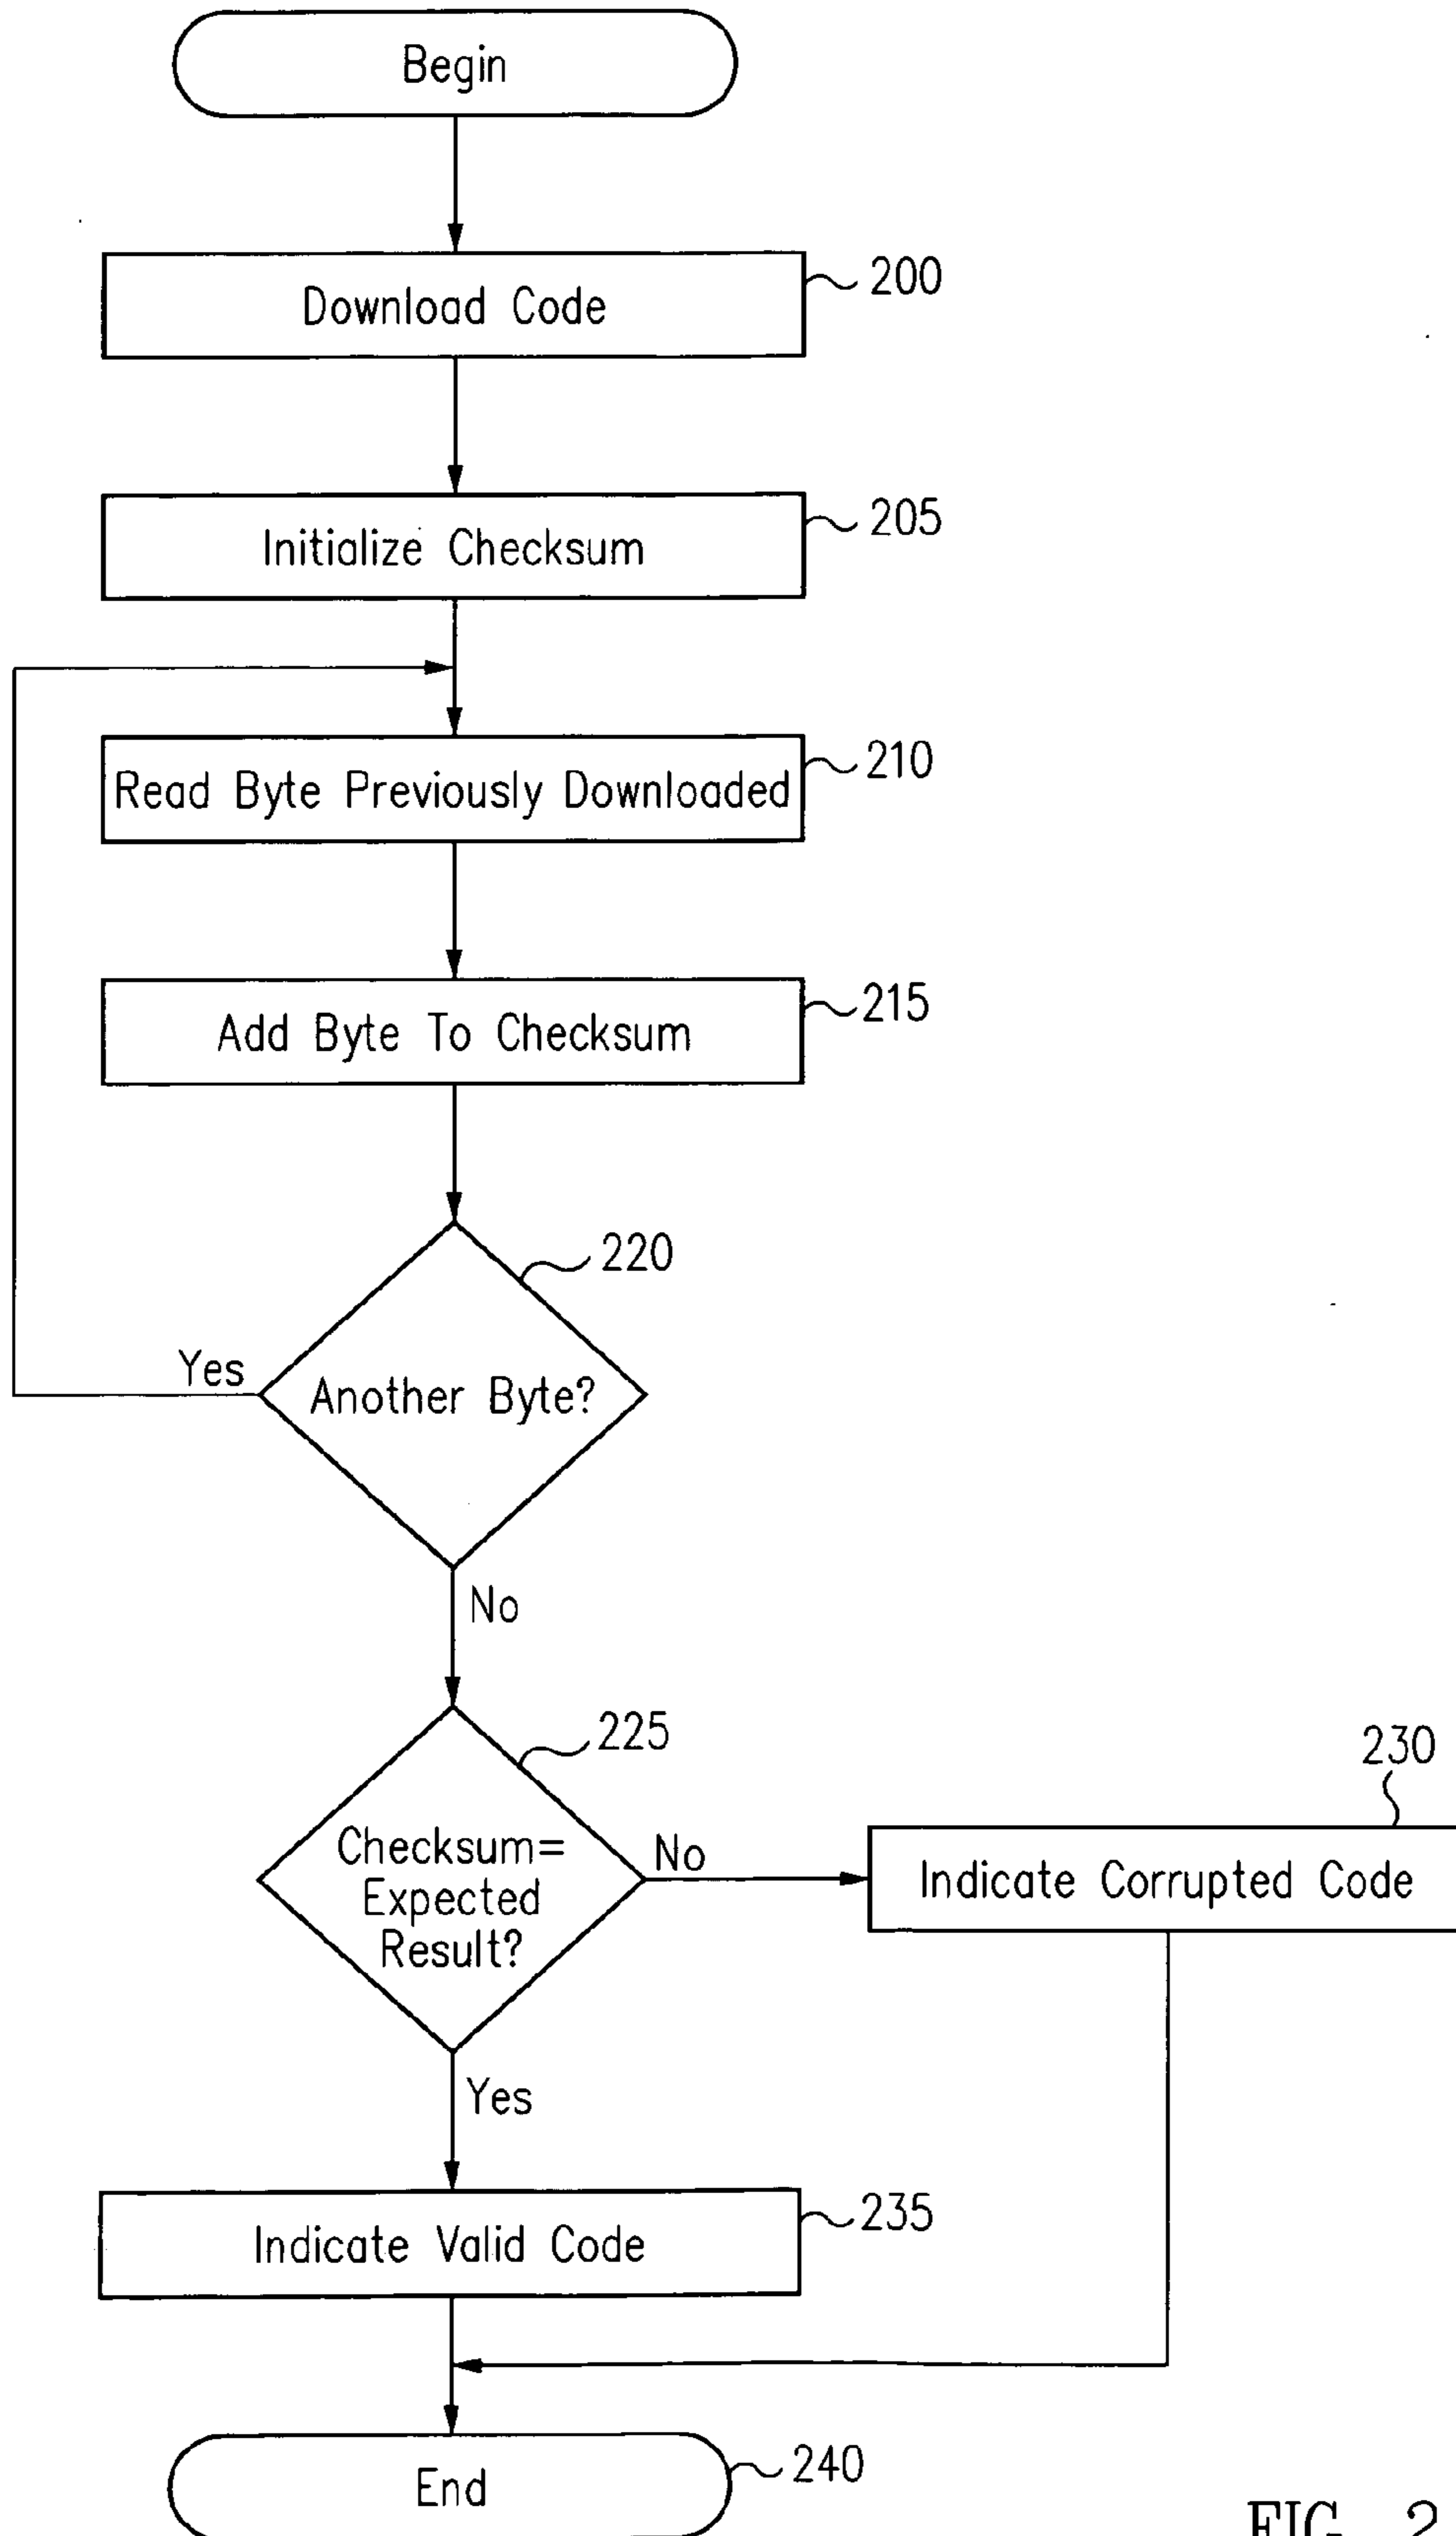 Begin
Download Code
200
Initialize Checksum
205
Read Byte Previously Downloaded
210
Add Byte To Checksum
215
220
Another Byte?
Yes
No
225
Checksum=
Expected
Result?
No
230
Indicate Corrupted Code
Yes
Indicate Valid Code
235
End
240
FIG. 2